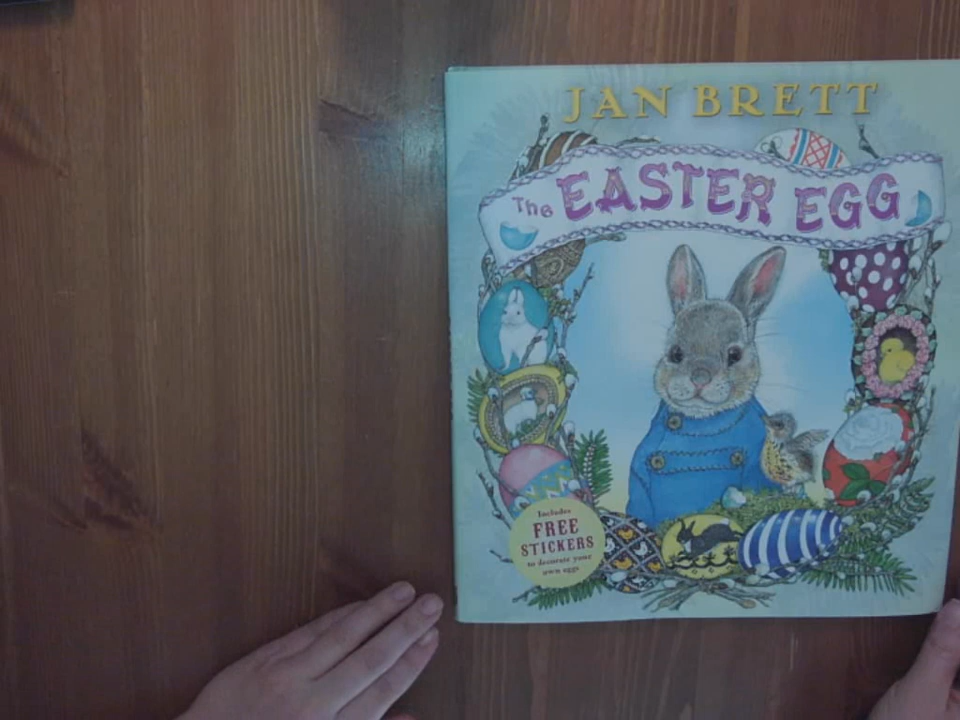 JAN BRETT
The EASTER EGG
Includes
FREE
STICKERS
to decorate your
own eggs